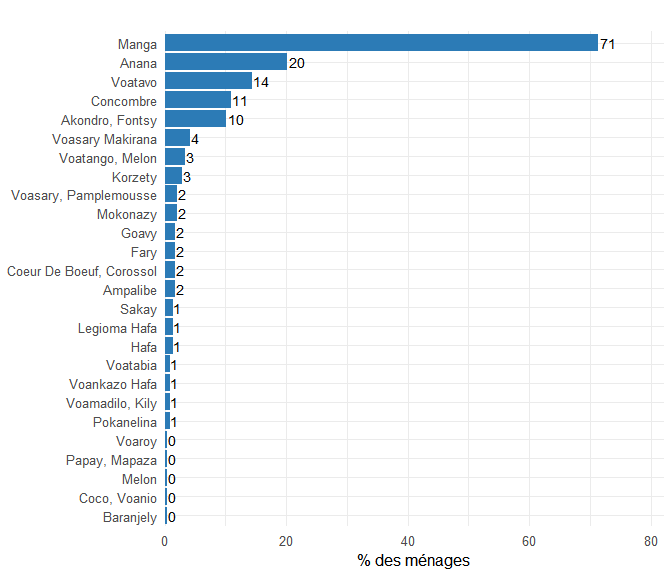 Manga 71
Anana 20
Voatavo 14
Concombre 11
Akondro, Fontsy 10
Voasary Makirana 4
Voatango, Melon 3
Korzety 3
Voasary, Pamplemousse 2
Mokonazy 2
Goavy 2
Fary 2
Coeur De Boeuf, Corossol 2
Ampalibe 2
Sakay 1
Legioma Hafa 1
Hafa 1
Voatabia 1
Voankazo Hafa 1
Voamadilo, Kily 1
Pokanelina 1
Voaroy 0
Papay, Mapaza 0
Melon 0
Coco, Voanio 0
Baranjely 0
0 20 40 60 80
% des ménages